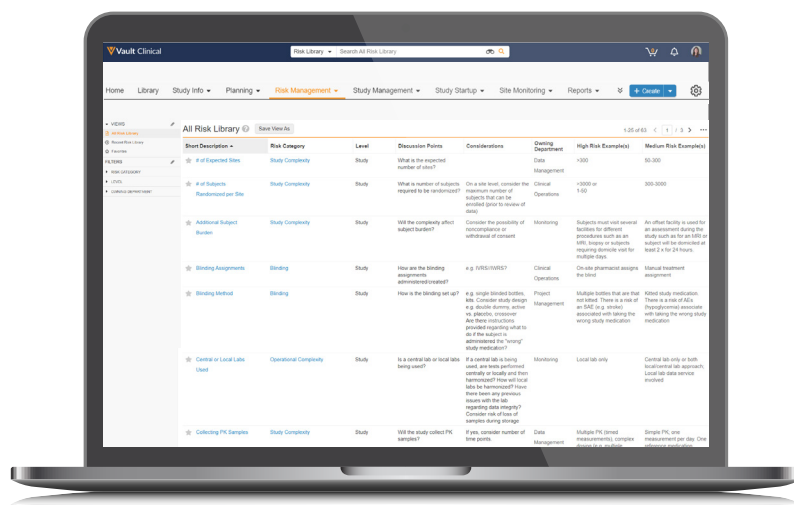 Vault Clinical
Risk Library
Search All Risk Library
Home Library Study Info Planning Risk Management Study Management Study Startup Site Monitoring Reports Create
VIEWS
All Risk Library
Recent Risk Library
Favorites
FILTERS
RISK CATEGORY
LEVEL
All Risk Library
Save View As
1-25 of 63
1
3
Short Description Risk Category Level Discussion Points Considerations Owning Department High Risk Example(s) Medium Risk Example(s)
# of Expected Sites
Study Complexity
Study
What is the expected
number of sites?
Data
Management
>300
50-300
# of Subjects
Randomized per Site
Study Complexity
Study
What is number of subjects
required to be randomized?
On a site level, consider the
maximum number of
subjects that can be
enrolled (prior to review of
data)
Clinical
Operations
>3000 or
1-50
300-3000
Additional Subject
Burden
Study Complexity
Study
Will the complexity affect
subject burden?
Consider the possibility of
noncompliance or
withdrawal of consent
Monitoring
Subjects must visit several
facilities for different
procedures such as an
MRI, biopsy or subjects
requiring domicile visit for
multiple days
An offset facility is used for
an assessment during the
study such as for an MRI or
subject will be domiciled at
least 2 x for 24 hours.
Blinding Assignments
Blinding
Study
How are the blinding
assignments
administered/created?
e.g. IVRS/IWRS?
Clinical
Operations
On-site pharmacist assigns
the blind
Manual treatment
assignment
Blinding Method
Blinding
Study
How is the blinding set up?
e.g. single blinded bottles,
kits. Consider study design
e.g. double dummy, active
vs. placebo, crossover
Are there instructions
provided regarding what to
do if the subject is
administered the "wrong"
study medication?
Project
Management
Multiple bottles that are that
not kitted. There is a risk of
an SAE (e.g. stroke)
associated with taking the
wrong study medication
Kitted study medication.
There is a risk of AEs
(hypoglycemia) associate
with taking the wrong study
medication
Central or Local Labs
Used
Operational Complexity
Study
Is a central lab or local labs
being used?
If a central lab is being
used, are tests performed
centrally or locally and then
harmonized? How will local
labs be harmonized? Have
there been any previous
issues with the lab
regarding data integrity?
Consider risk of loss of
samples during storage
Monitoring
Local lab only
Central lab only or both
local/central lab approach;
Local lab data service
involved
Collecting PK Samples
Study Complexity
Study
Will the study collect PK
samples?
If yes, consider number of
time points
Data
Management
Multiple PK (timed
measurements), complex
Simple PK, one
measurement per day. One
reference medication